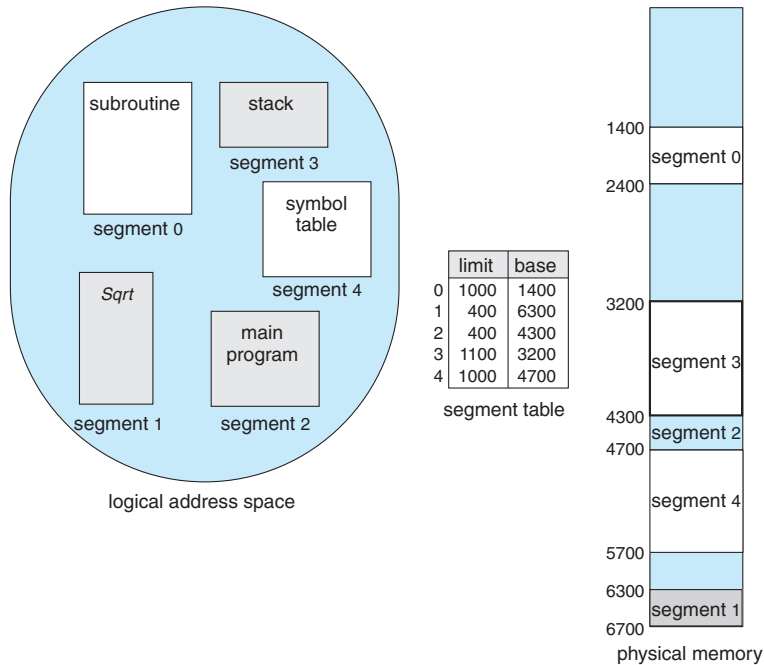 subroutine
segment 0
stack
segment 3
symbol
table
segment 4
Sqrt
segment 1
main
program
segment 2
logical address space
limit base
0 1000 1400
1 400 6300
2 400 4300
3 1100 3200
4 1000 4700
segment table
1400
segment 0
2400
3200
segment 3
4300
segment 2
4700
segment 4
5700
6300
segment 1
6700
physical memory